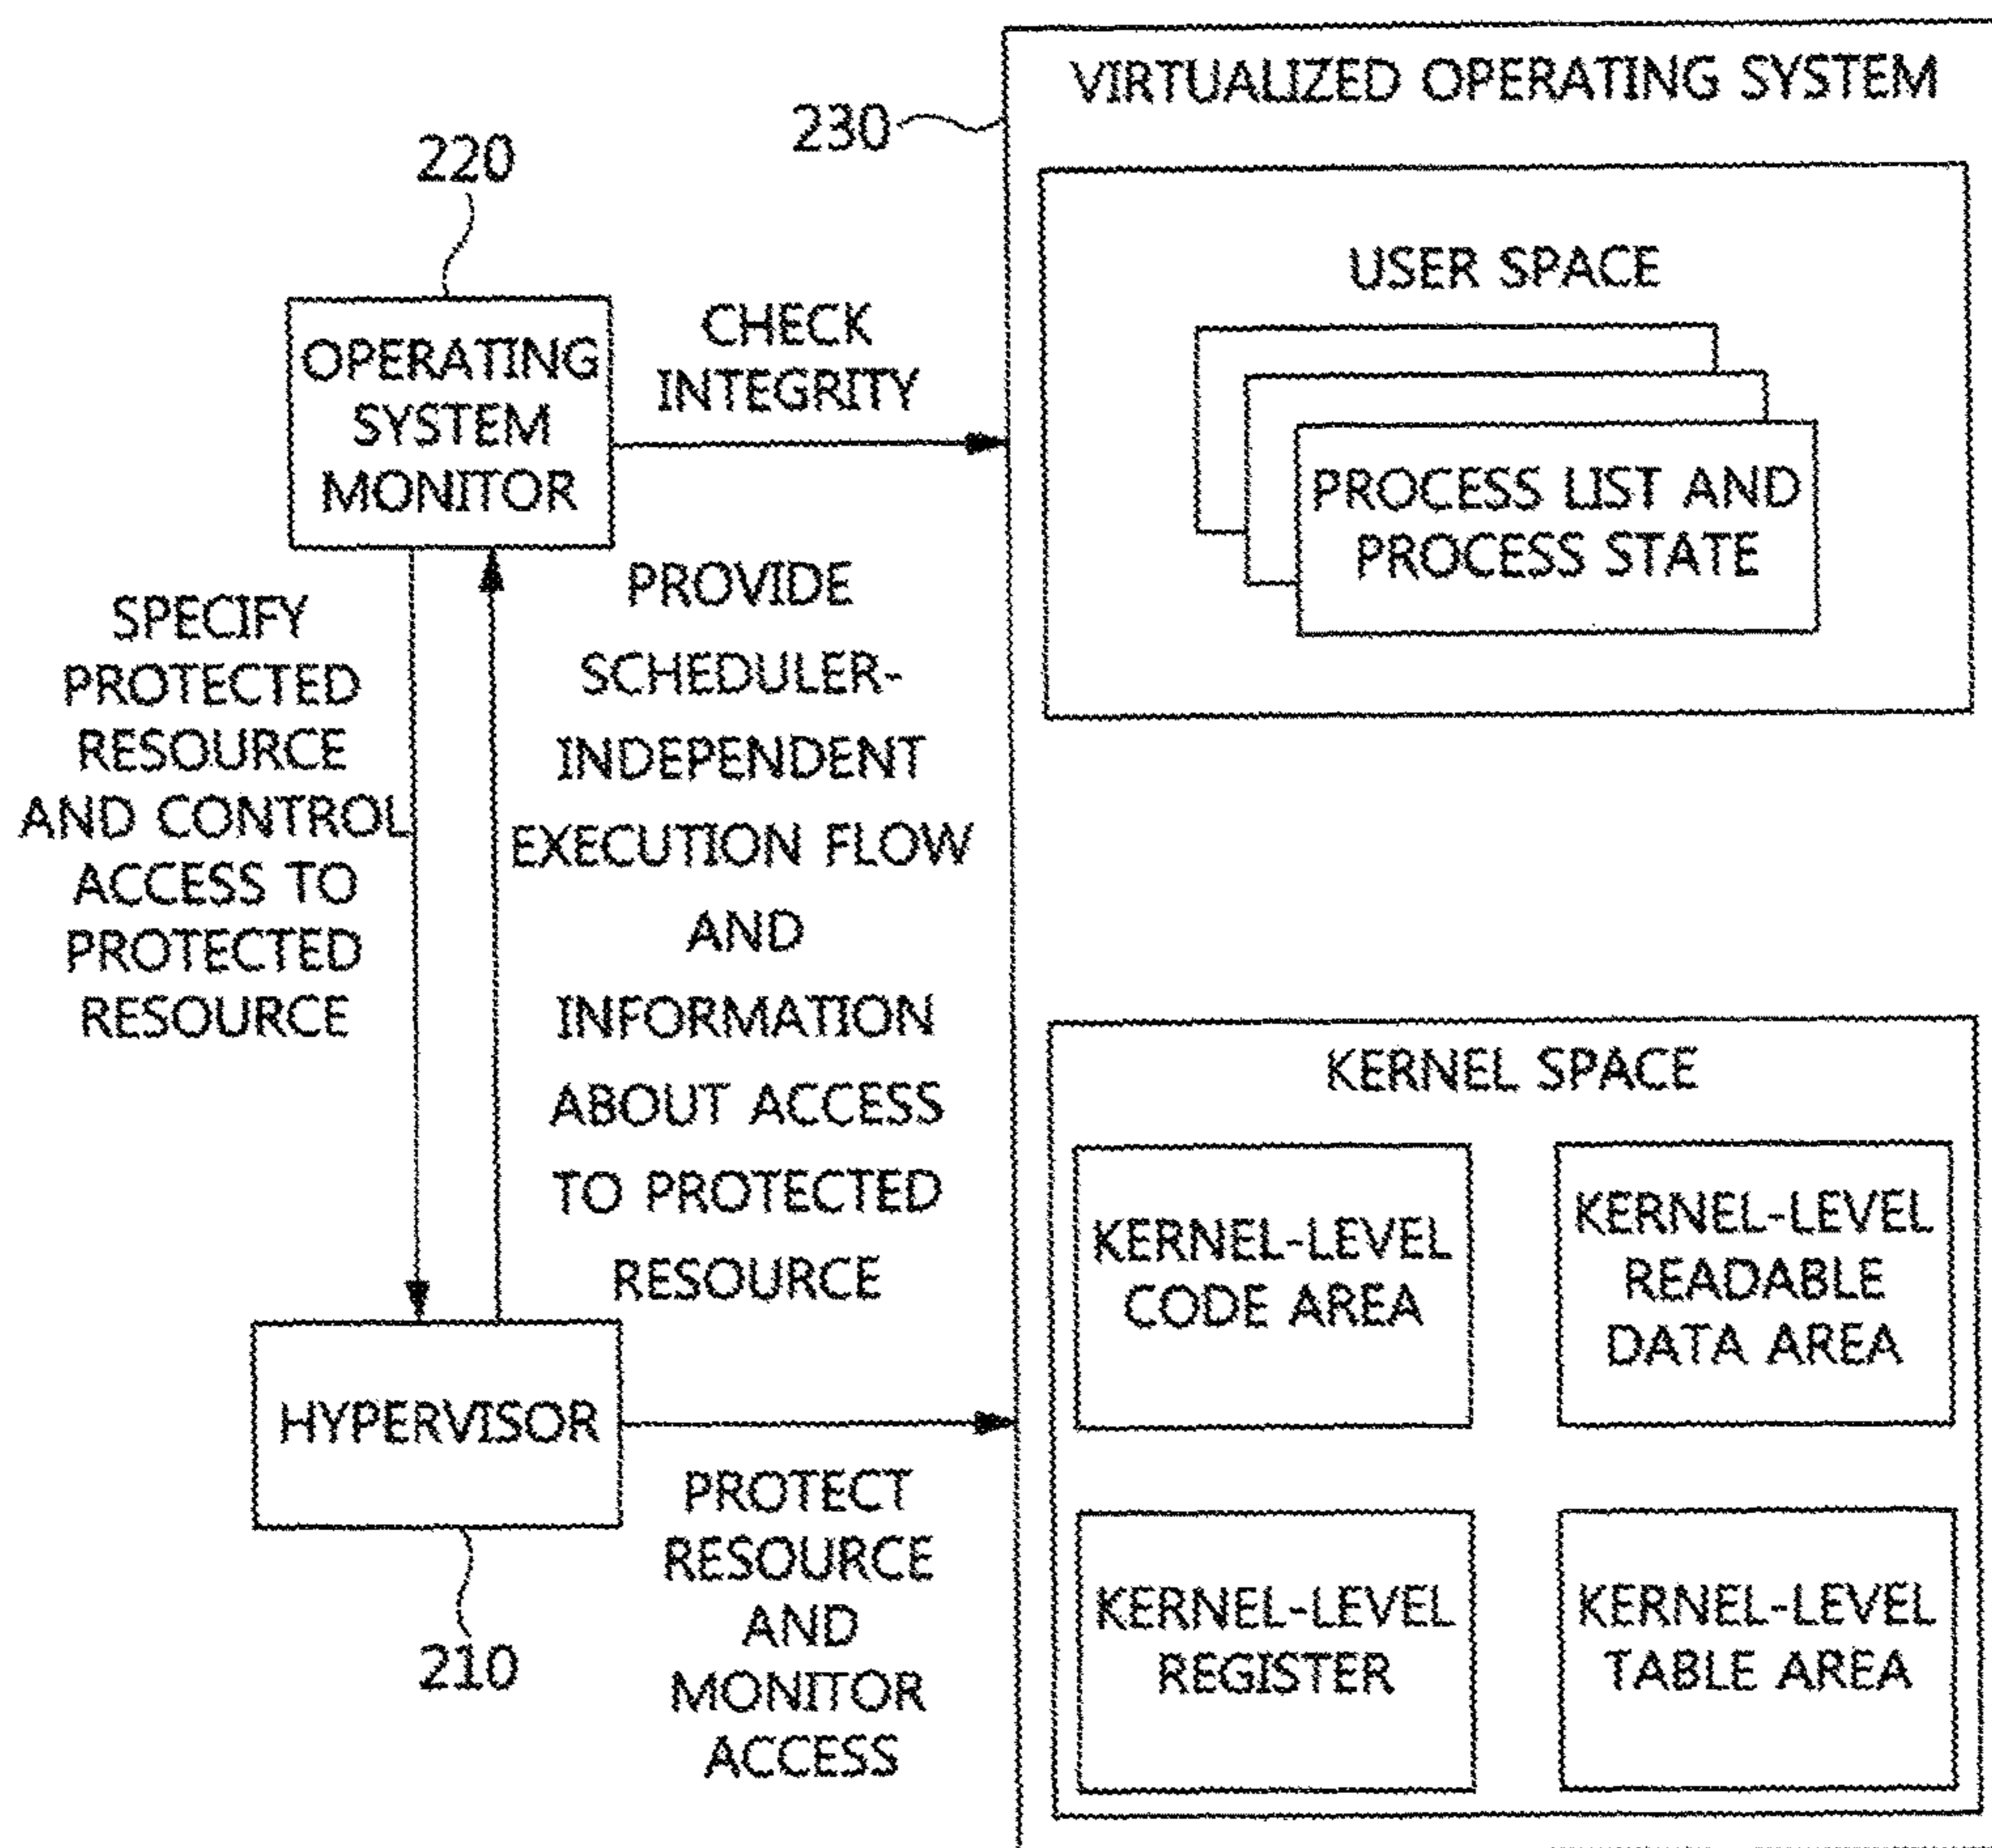 VIRTUALIZED OPERATING SYSTEM
230
220
USER SPACE
PROCESS LIST AND
PROCESS STATE
OPERATING
SYSTEM
MONITOR
CHECK
INTEGRITY
SPECIFY
PROTECTED
RESOURCE
AND CONTROL
ACCESS TO
PROTECTED
RESOURCE
PROVIDE
SCHEDULER-
INDEPENDENT
EXECUTION FLOW
AND
INFORMATION
ABOUT ACCESS
TO PROTECTED
RESOURCE
KERNEL SPACE
KERNEL-LEVEL
CODE AREA
KERNEL-LEVEL
READABLE
DATA AREA
HYPERVISOR
210
PROTECT
RESOURCE
AND
MONITOR
ACCESS
KERNEL-LEVEL
REGISTER
KERNEL-LEVEL
TABLE AREA